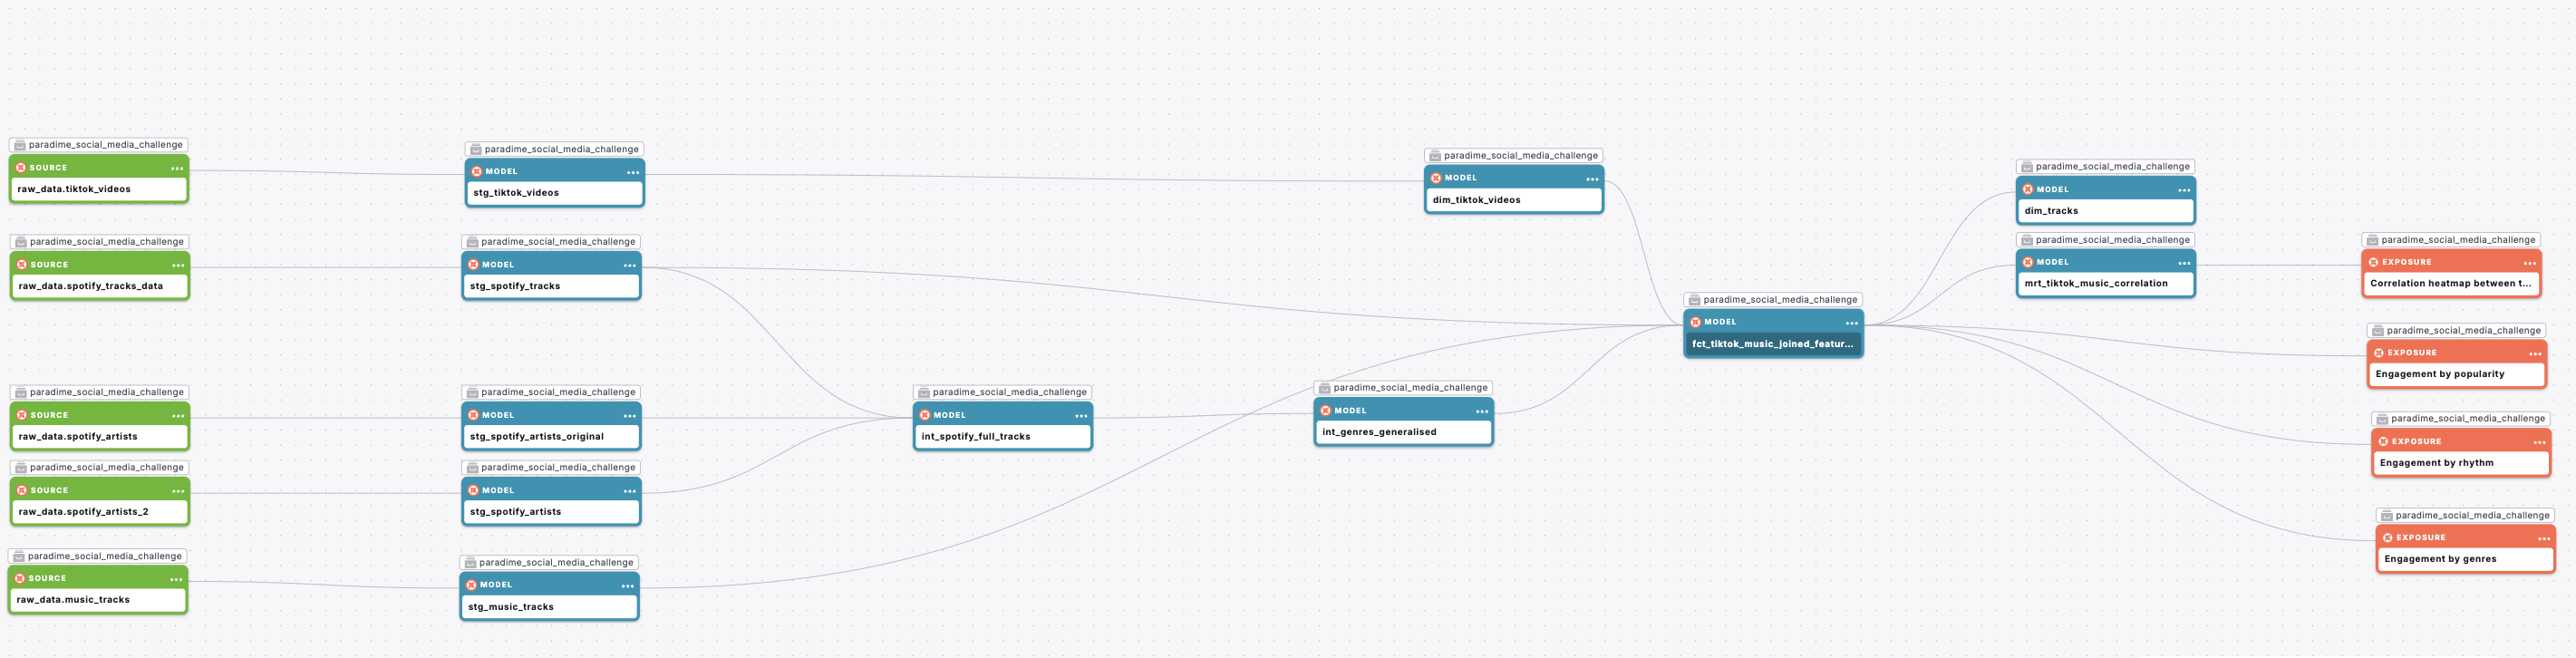 paradime_social_media_challenge
SOURCE ...
raw_data.tiktok_videos
paradime_social_media_challenge
SOURCE ...
raw_data.spotify_tracks_data
paradime_social_media_challenge
SOURCE ...
raw_data.spotify_artists
paradime_social_media_challenge
SOURCE ...
raw_data.spotify_artists_2
paradime_social_media_challenge
SOURCE ...
raw_data.music_tracks
paradime_social_media_challenge
MODEL ...
stg_tiktok_videos
paradime_social_media_challenge
MODEL ...
stg_spotify_tracks
paradime_social_media_challenge
MODEL ...
stg_spotify_artists_original
paradime_social_media_challenge
MODEL ...
stg_spotify_artists
paradime_social_media_challenge
MODEL ...
stg_music_tracks
paradime_social_media_challenge
MODEL ...
int_spotify_full_tracks
paradime_social_media_challenge
MODEL ...
int_genres_generalised
paradime_social_media_challenge
MODEL ...
dim_tiktok_videos
paradime_social_media_challenge
MODEL ...
fct_tiktok_music_joined_featur...
paradime_social_media_challenge
MODEL ...
dim_tracks
paradime_social_media_challenge
MODEL ...
mrt_tiktok_music_correlation
paradime_social_media_challenge
EXPOSURE ...
Correlation heatmap between t...
paradime_social_media_challenge
EXPOSURE ...
Engagement by popularity
paradime_social_media_challenge
EXPOSURE ...
Engagement by rhythm
paradime_social_media_challenge
EXPOSURE ...
Engagement by genres